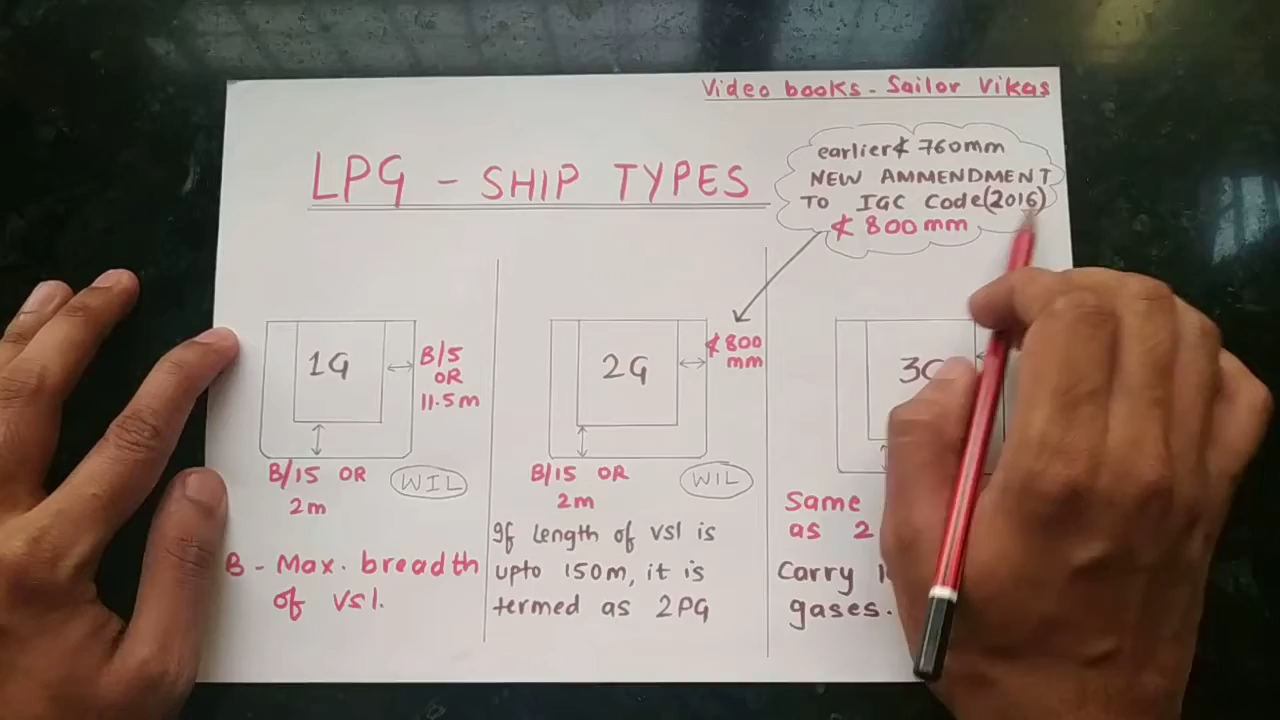 Video books - Sailor Vikas
LPG - SHIP TYPES
earlier ≮ 760mm
NEW AMMENDMENT
TO IGC Code(2016)
≮ 800mm
1G
B/5
OR
11.5m
B/15 OR
2m
WIL
B - Max. breadth
of vsl.
2G
≮800
mm
B/15 OR
2m
WIL
If length of vsl is
upto 150m, it is
termed as 2PG
Same
as 2
Carry
gases.